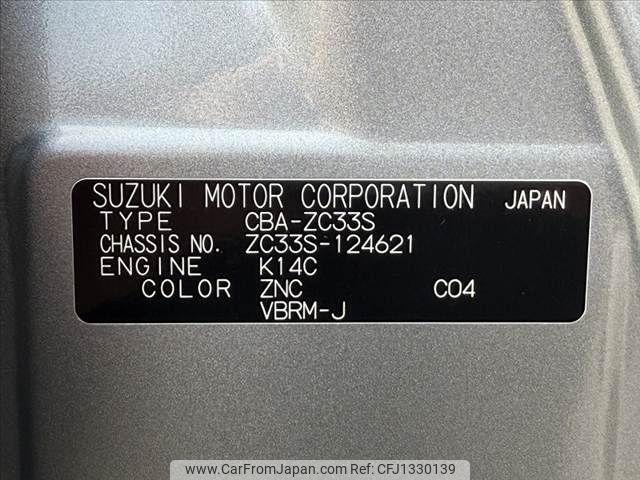 SUZUKI MOTOR CORPORATION JAPAN
TYPE CBA-ZC33S
CHASSIS NO. ZC33S-124621
ENGINE K14C
COLOR ZNC C04
VBRM-J
www.CarFromJapan.com - CFJ1330139